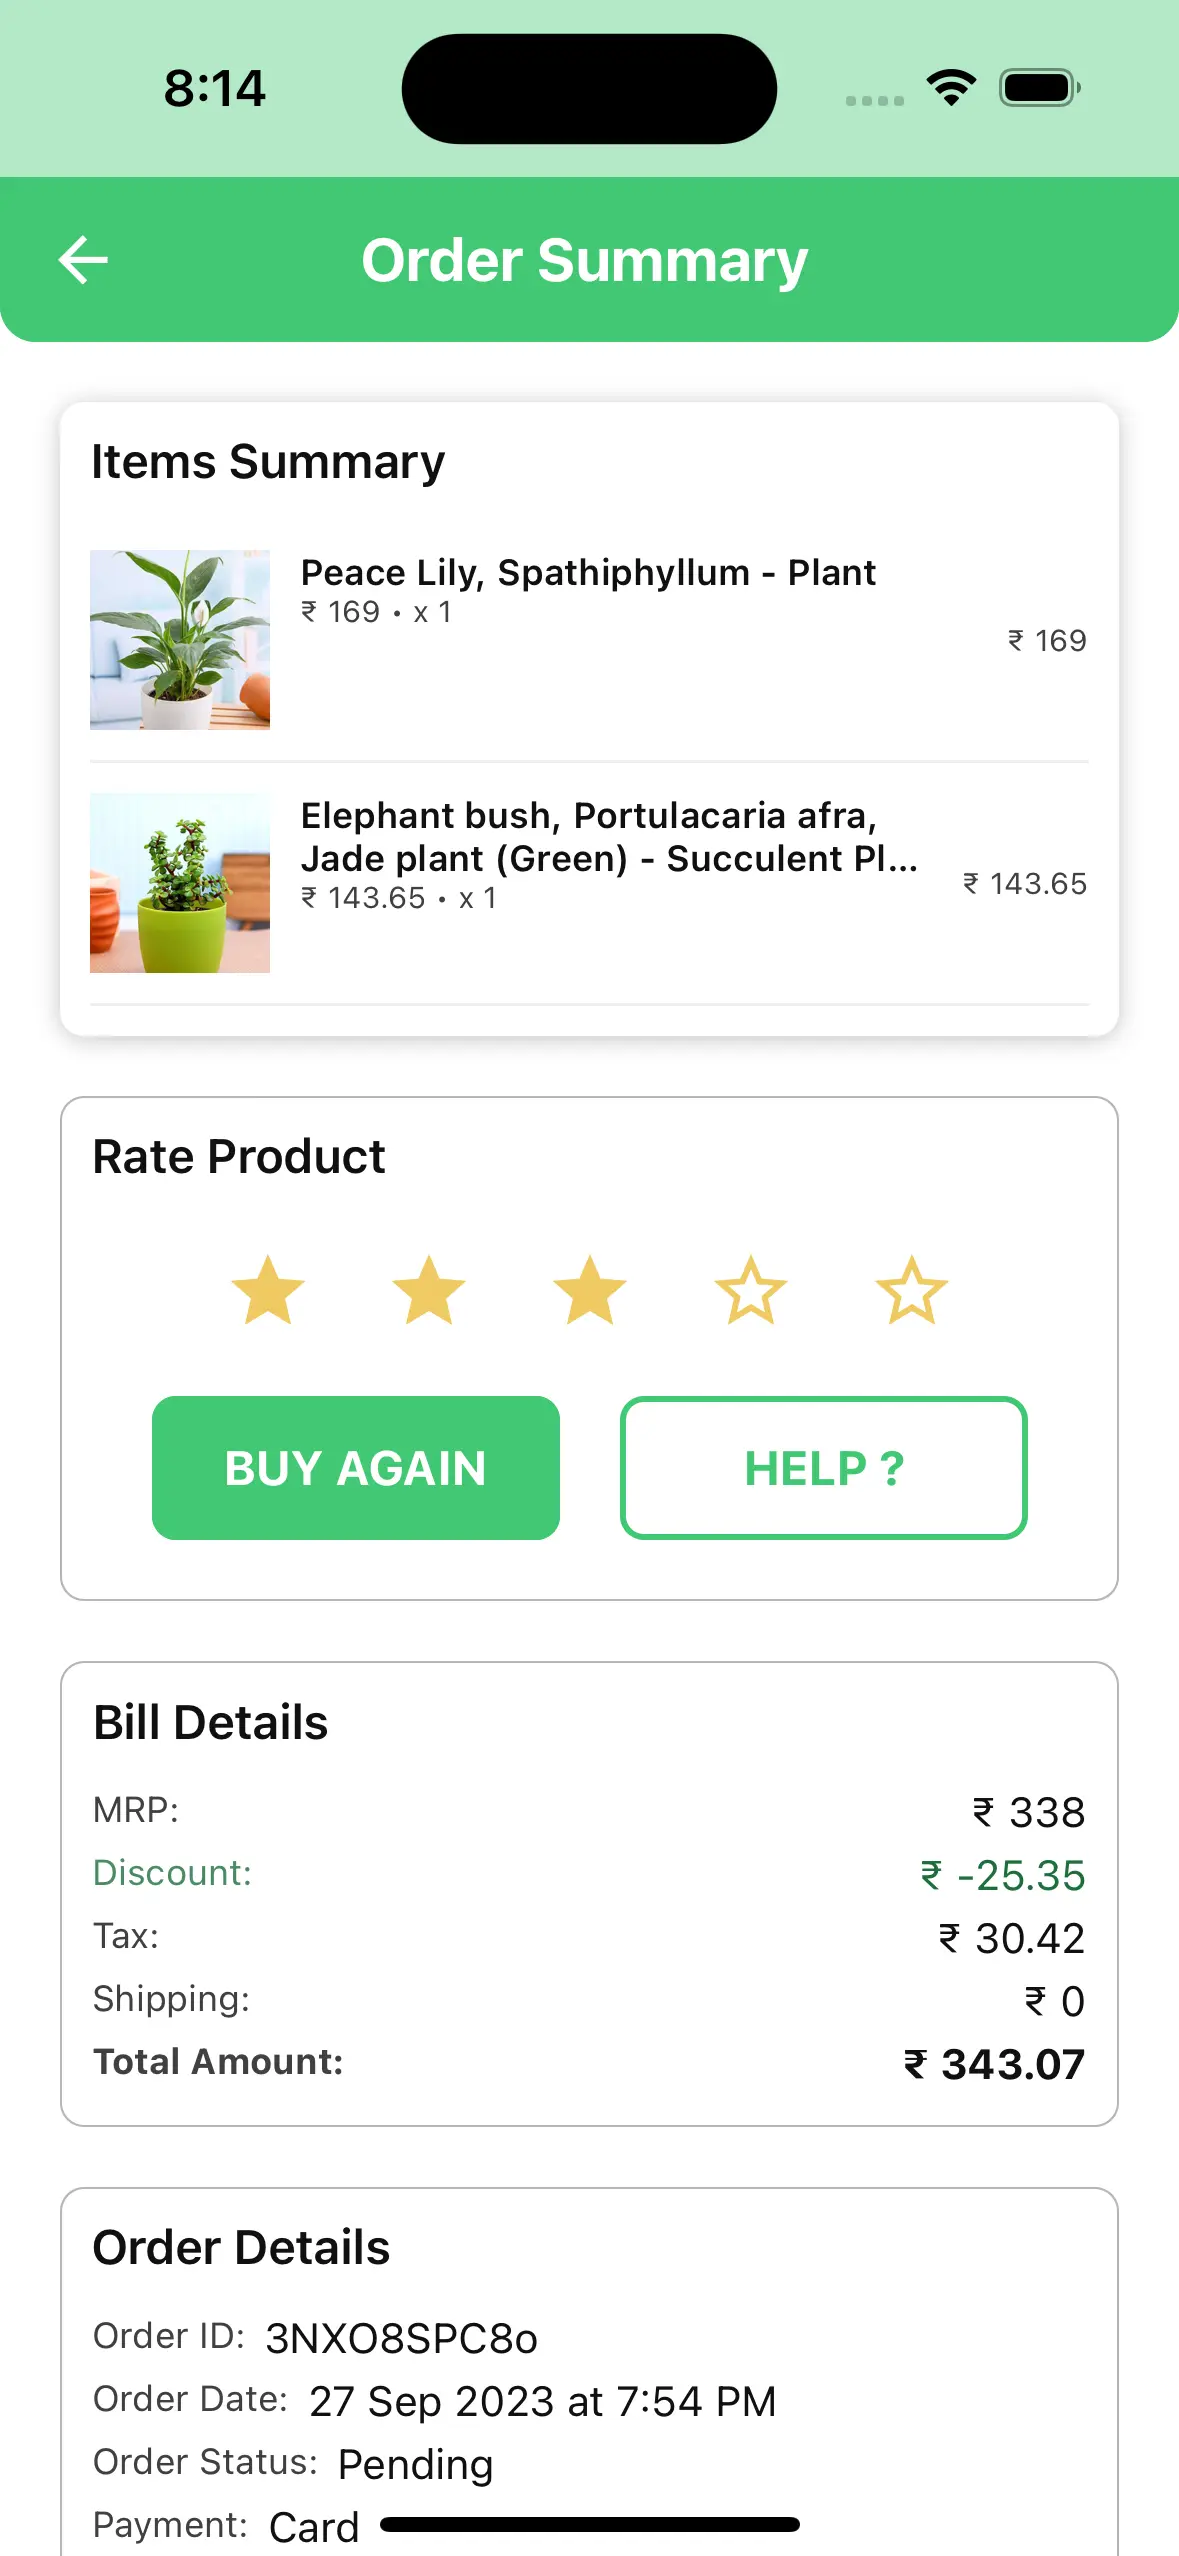 8:14
Order Summary
Items Summary
Peace Lily, Spathiphyllum - Plant
₹ 169 • x 1
₹ 169
Elephant bush, Portulacaria afra,
Jade plant (Green) - Succulent Pl...
₹ 143.65 • x 1
₹ 143.65
Rate Product
BUY AGAIN
HELP ?
Bill Details
MRP: ₹ 338
Discount: ₹ -25.35
Tax: ₹ 30.42
Shipping: ₹ 0
Total Amount: ₹ 343.07
Order Details
Order ID: 3NXO8SPC8o
Order Date: 27 Sep 2023 at 7:54 PM
Order Status: Pending
Payment: Card